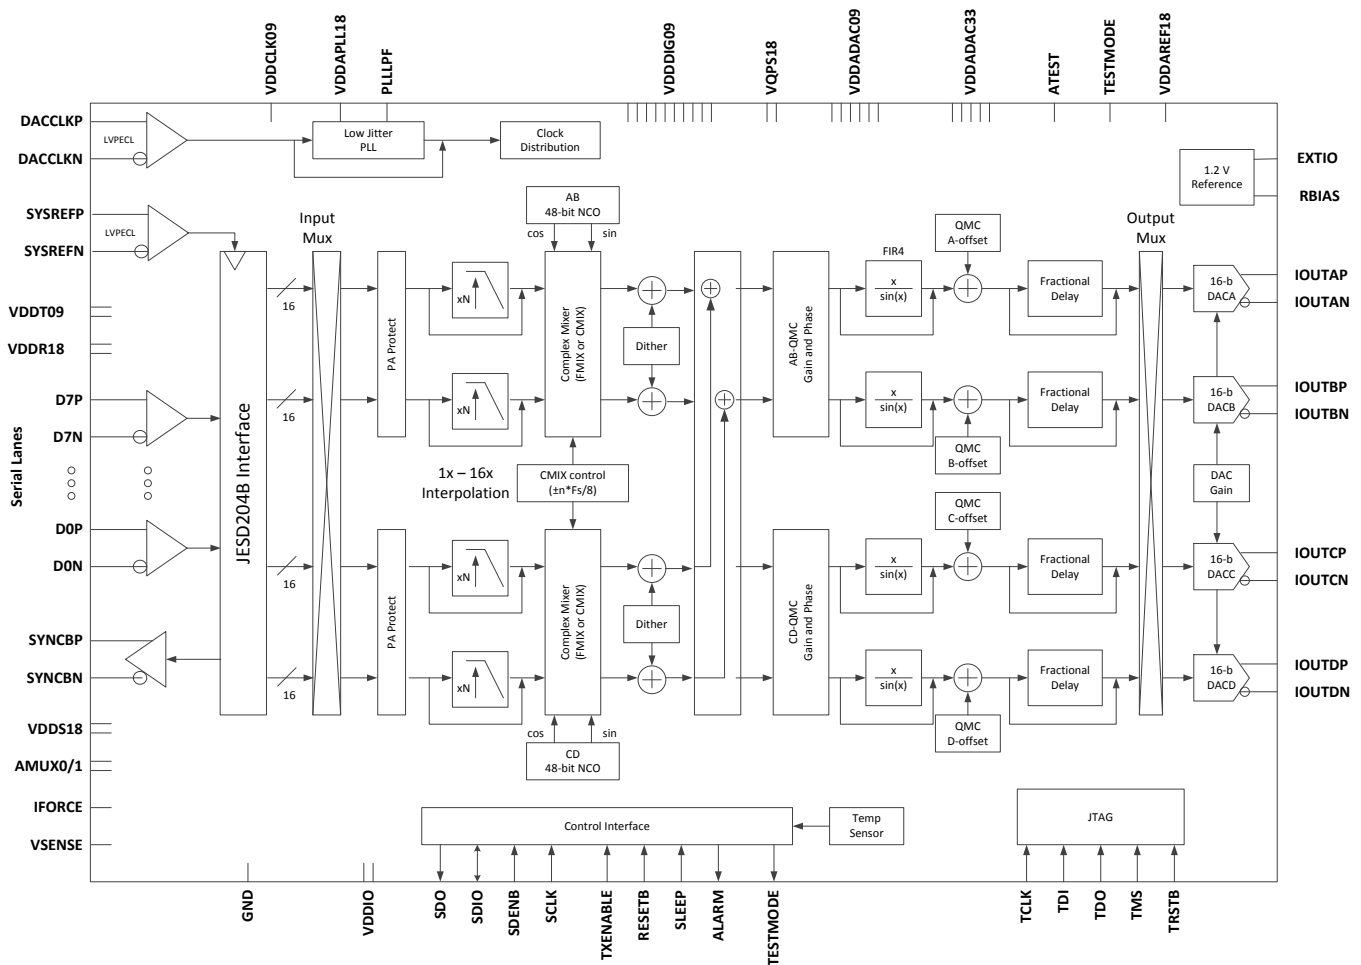 VDDCLK09
VDDAPLL18
PLLLPF
VDDDIG09
VQPS18
VDDADAC09
VDDADAC33
ATEST
TESTMODE
VDDAREF18
DACCLKP
LVPECL
DACCLKN
Low Jitter
PLL
Clock
Distribution
1.2 V
Reference
EXTIO
RBIAS
SYSREFP
LVPECL
SYSREFN
Input
Mux
AB
48-bit NCO
cos
sin
QMC
A-offset
Output
Mux
JESD204B Interface
16
PA Protect
xN
Complex Mixer
(FMIX or CMIX)
Dither
AB-QMC
Gain and Phase
FIR4
x
sin(x)
Fractional
Delay
16-b
DACA
IOUTAP
IOUTAN
VDDT09
VDDR18
Serial Lanes
D7P
D7N
16
xN
x
sin(x)
QMC
B-offset
Fractional
Delay
16-b
DACB
IOUTBP
IOUTBN
1x – 16x
Interpolation
CMIX control
(±n*Fs/8)
DAC
Gain
QMC
C-offset
D0P
D0N
16
PA Protect
xN
Complex Mixer
(FMIX or CMIX)
Dither
CD-QMC
Gain and Phase
x
sin(x)
Fractional
Delay
16-b
DACC
IOUTCP
IOUTCN
SYNCBP
SYNCBN
16
xN
x
sin(x)
QMC
D-offset
Fractional
Delay
16-b
DACD
IOUTDP
IOUTDN
cos
sin
CD
48-bit NCO
VDDS18
AMUX0/1
IFORCE
VSENSE
Control Interface
Temp
Sensor
JTAG
GND
VDDIO
SDO
SDIO
SDENB
SCLK
TXENABLE
RESETB
SLEEP
ALARM
TESTMODE
TCLK
TDI
TDO
TMS
TRSTB